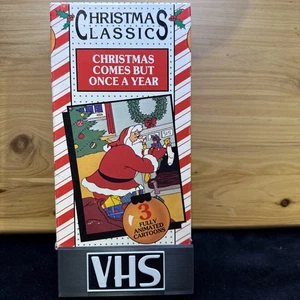 CHRISTMAS
CLASSICS
CHRISTMAS
COMES BUT
ONCE A YEAR
3
FULLY
ANIMATED
CARTOONS
VHS